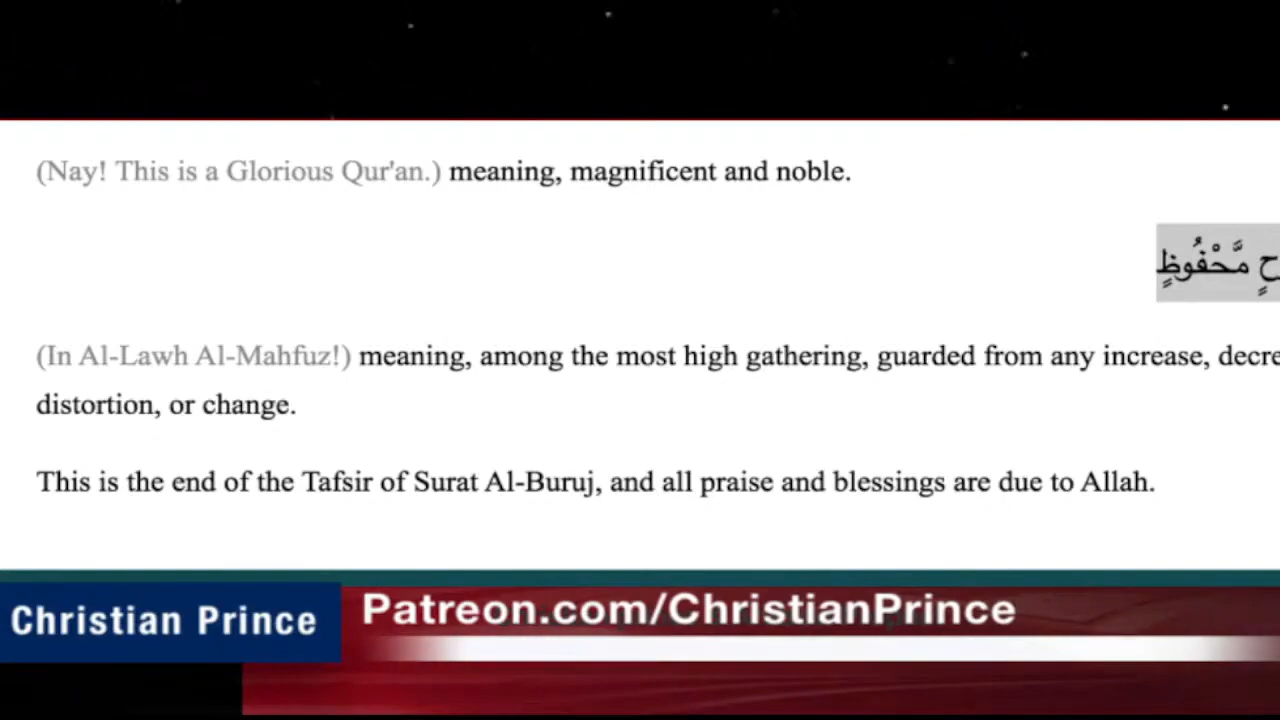 (Nay! This is a Glorious Qur'an.) meaning, magnificent and noble.
حٍ مَّحْفُوظٍ
(In Al-Lawh Al-Mahfuz!) meaning, among the most high gathering, guarded from any increase, decre
distortion, or change.
This is the end of the Tafsir of Surat Al-Buruj, and all praise and blessings are due to Allah.
Christian Prince
Patreon.com/ChristianPrince